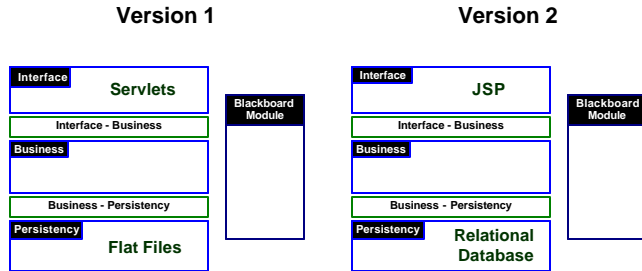 Version 1
Interface
Servlets
Interface - Business
Business
Business - Persistency
Persistency
Flat Files
Blackboard
Module
Version 2
Interface
JSP
Interface - Business
Business
Business - Persistency
Persistency
Relational
Database
Blackboard
Module